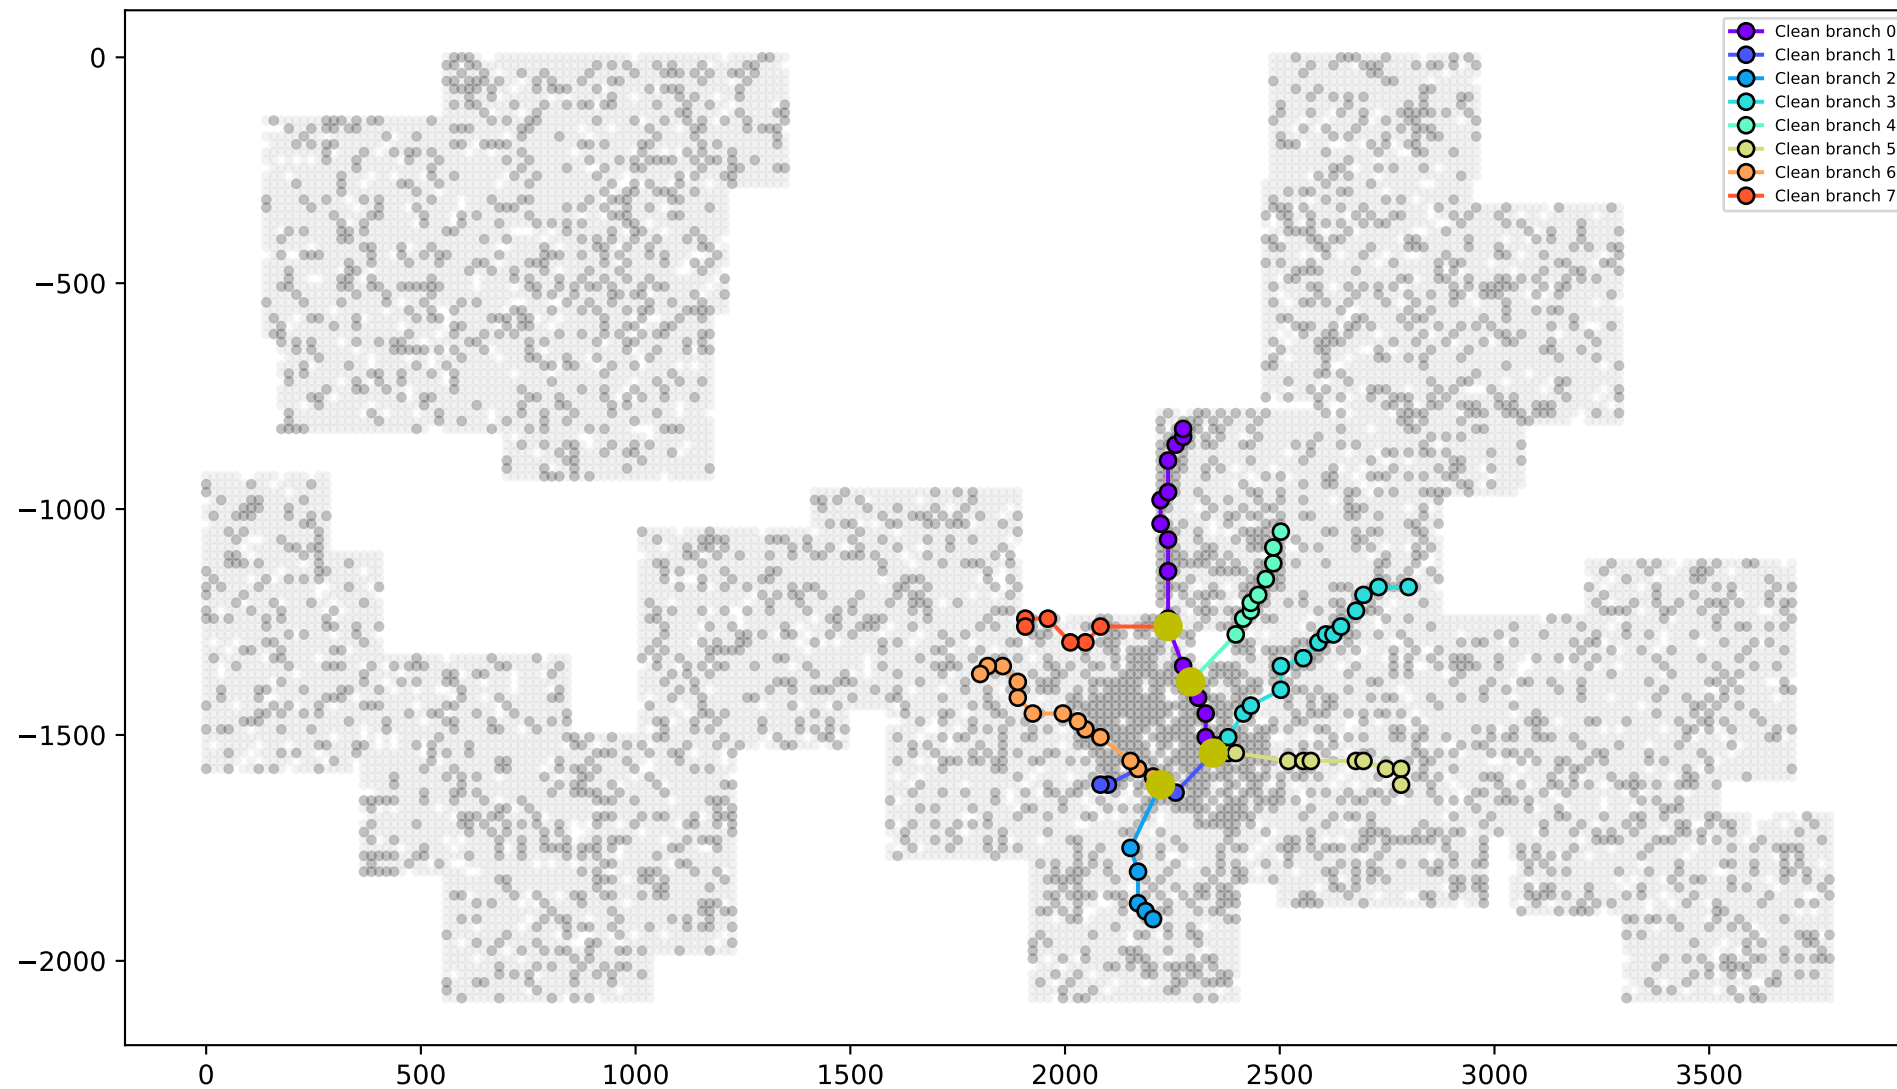 Clean branch 0
Clean branch 1
Clean branch 2
Clean branch 3
Clean branch 4
Clean branch 5
Clean branch 6
Clean branch 7
0
−500
−1000
−1500
−2000
0 500 1000 1500 2000 2500 3000 3500